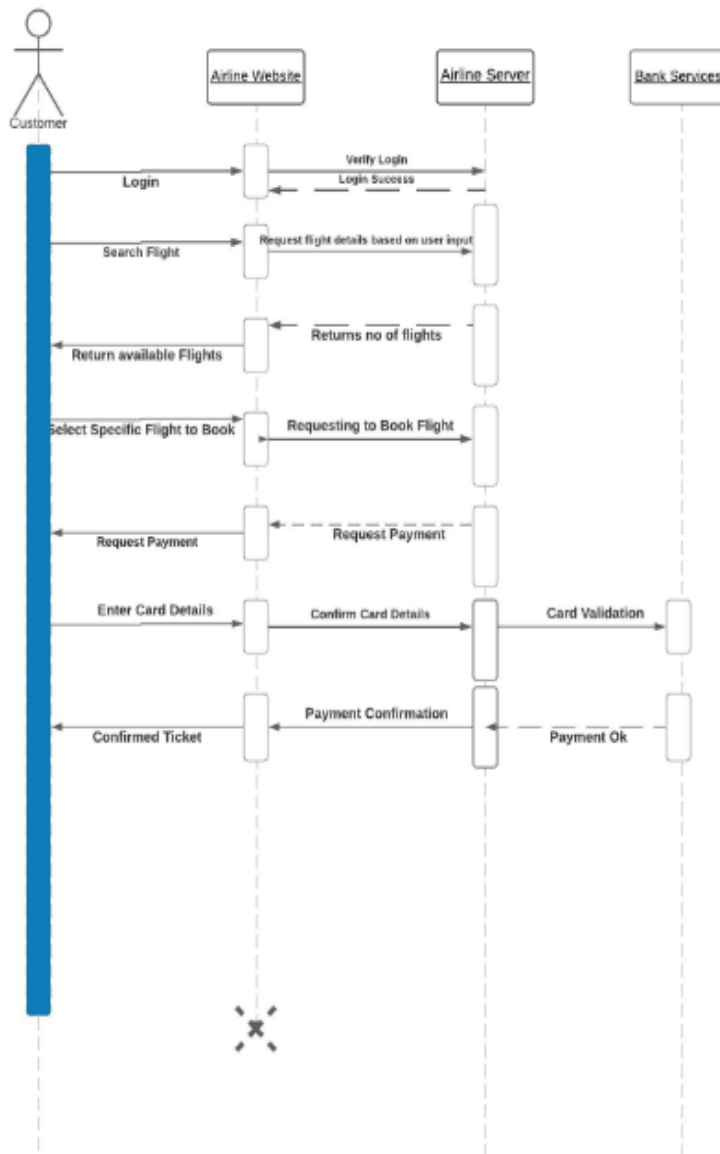 Airline Website
Airline Server
Bank Services
Customer
Verify Login
Login
Login Success
Search Flight
Request flight details based on user input
Returns no of flights
Return available Flights
Select Specific Flight to Book
Requesting to Book Flight
Request Payment
Request Payment
Enter Card Details
Confirm Card Details
Card Validation
Payment Confirmation
Confirmed Ticket
Payment Ok